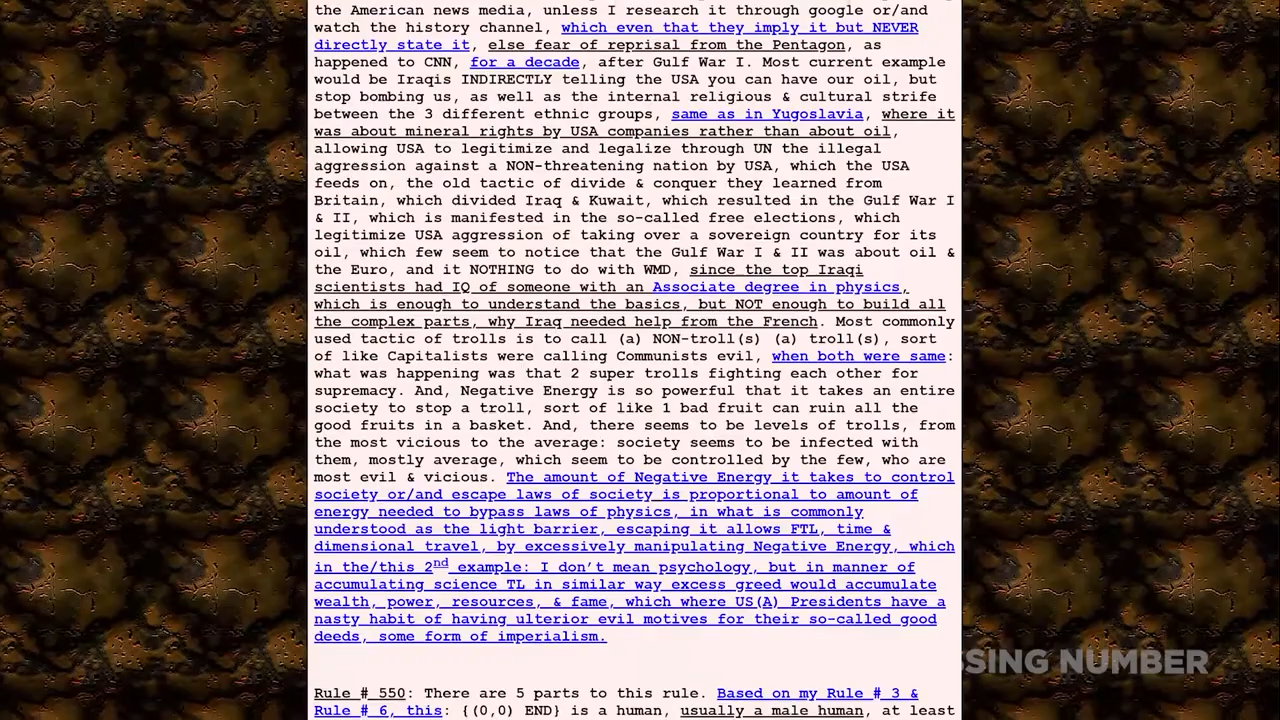 the American news media, unless I research it through google or/and
watch the history channel, which even that they imply it but NEVER
directly state it, else fear of reprisal from the Pentagon, as
happened to CNN, for a decade, after Gulf War I. Most current example
would be Iraqis INDIRECTLY telling the USA you can have our oil, but
stop bombing us, as well as the internal religious & cultural strife
between the 3 different ethnic groups, same as in Yugoslavia, where it
was about mineral rights by USA companies rather than about oil,
allowing USA to legitimize and legalize through UN the illegal
aggression against a NON-threatening nation by USA, which the USA
feeds on, the old tactic of divide & conquer they learned from
Britain, which divided Iraq & Kuwait, which resulted in the Gulf War I
& II, which is manifested in the so-called free elections, which
legitimize USA aggression of taking over a sovereign country for its
oil, which few seem to notice that the Gulf War I & II was about oil &
the Euro, and it NOTHING to do with WMD, since the top Iraqi
scientists had IQ of someone with an Associate degree in physics,
which is enough to understand the basics, but NOT enough to build all
the complex parts, why Iraq needed help from the French. Most commonly
used tactic of trolls is to call (a) NON-troll(s) (a) troll(s), sort
of like Capitalists were calling Communists evil, when both were same:
what was happening was that 2 super trolls fighting each other for
supremacy. And, Negative Energy is so powerful that it takes an entire
society to stop a troll, sort of like 1 bad fruit can ruin all the
good fruits in a basket. And, there seems to be levels of trolls, from
the most vicious to the average: society seems to be infected with
them, mostly average, which seem to be controlled by the few, who are
most evil & vicious. The amount of Negative Energy it takes to control
society or/and escape laws of society is proportional to amount of
energy needed to bypass laws of physics, in what is commonly
understood as the light barrier, escaping it allows FTL, time &
dimensional travel, by excessively manipulating Negative Energy, which
in the/this 2nd example: I don't mean psychology, but in manner of
accumulating science TL in similar way excess greed would accumulate
wealth, power, resources, & fame, which where US(A) Presidents have a
nasty habit of having ulterior evil motives for their so-called good
deeds, some form of imperialism.
SSING NUMBER
Rule # 550: There are 5 parts to this rule. Based on my Rule # 3 &
Rule # 6, this: {(0,0) END} is a human, usually a male human, at least